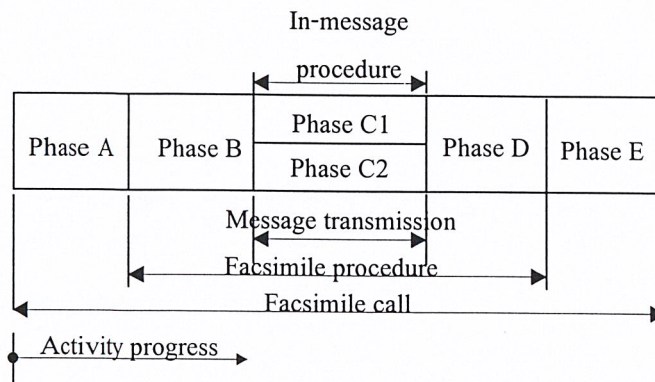 In-message
procedure
Phase A
Phase B
Phase C1
Phase C2
Phase D
Phase E
Message transmission
Facsimile procedure
Facsimile call
Activity progress